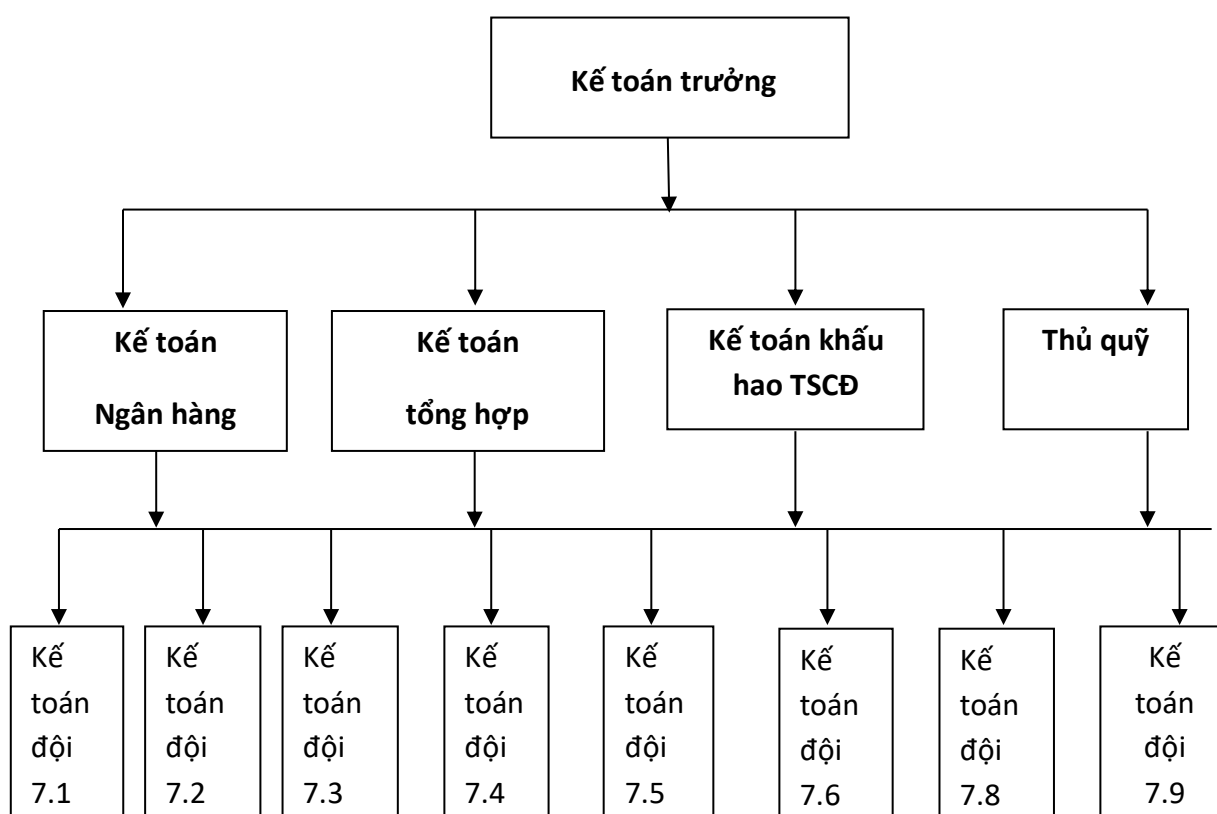 Kế toán trưởng
Kế toán
Ngân hàng
Kế toán
tổng hợp
Kế toán khấu
hao TSCĐ
Thủ quỹ
Kế
toán
đội
7.1
Kế
toán
đội
7.2
Kế
toán
đội
7.3
Kế
toán
đội
7.4
Kế
toán
đội
7.5
Kế
toán
đội
7.6
Kế
toán
đội
7.8
Kế
toán
đội
7.9